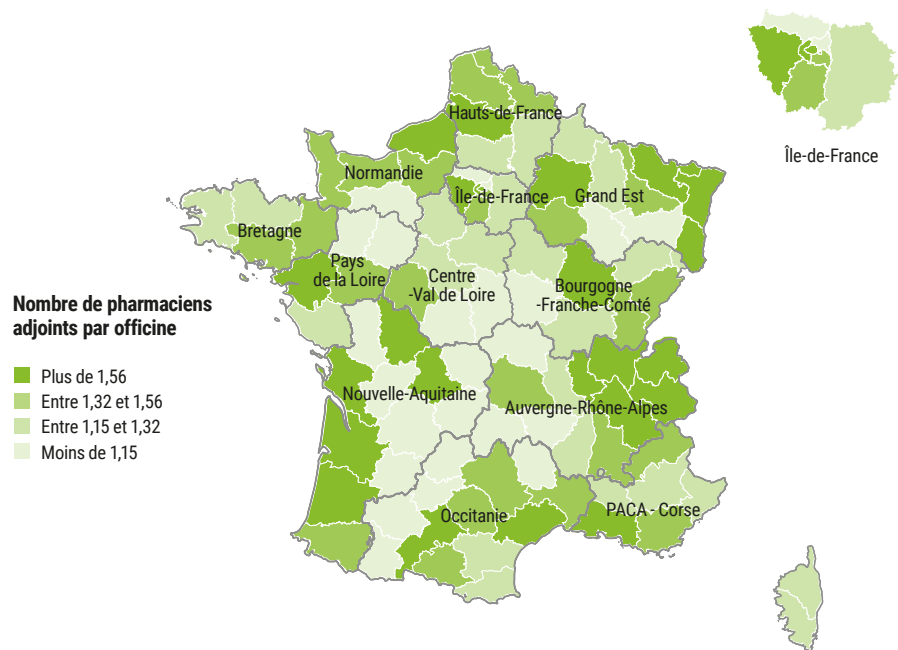 Île-de-France
Hauts-de-France
Normandie
Île-de-France
Grand Est
Bretagne
Pays
de la Loire
Centre
-Val de Loire
Bourgogne
-Franche-Comté
Nombre de pharmaciens
adjoints par officine
Plus de 1,56
Entre 1,32 et 1,56
Entre 1,15 et 1,32
Moins de 1,15
Nouvelle-Aquitaine
Auvergne-Rhône-Alpes
Occitanie
PACA - Corse